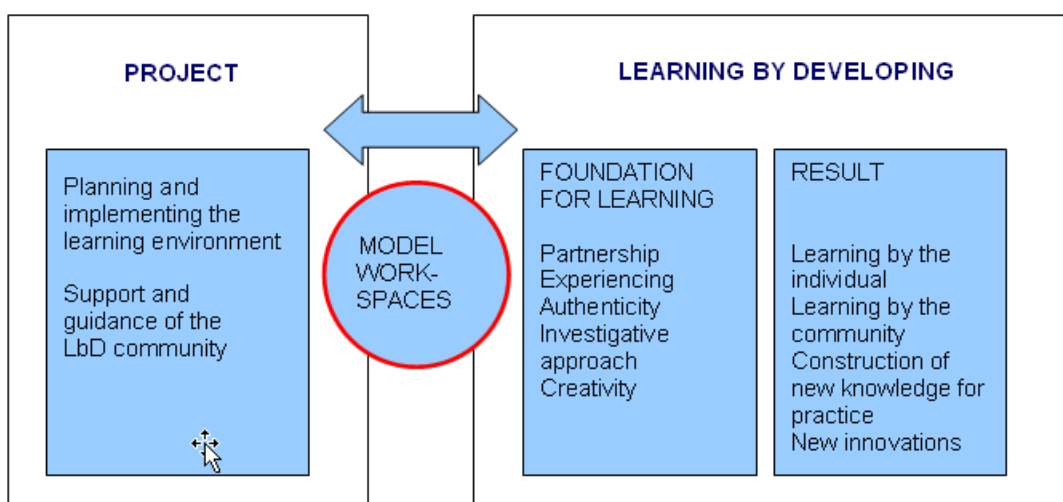 PROJECT
Planning and
implementing the
learning environment
Support and
guidance of the
LbD community
MODEL
WORK-
SPACES
LEARNING BY DEVELOPING
FOUNDATION
FOR LEARNING
Partnership
Experiencing
Authenticity
Investigative
approach
Creativity
RESULT
Learning by the
individual
Learning by the
community
Construction of
new knowledge for
practice
New innovations